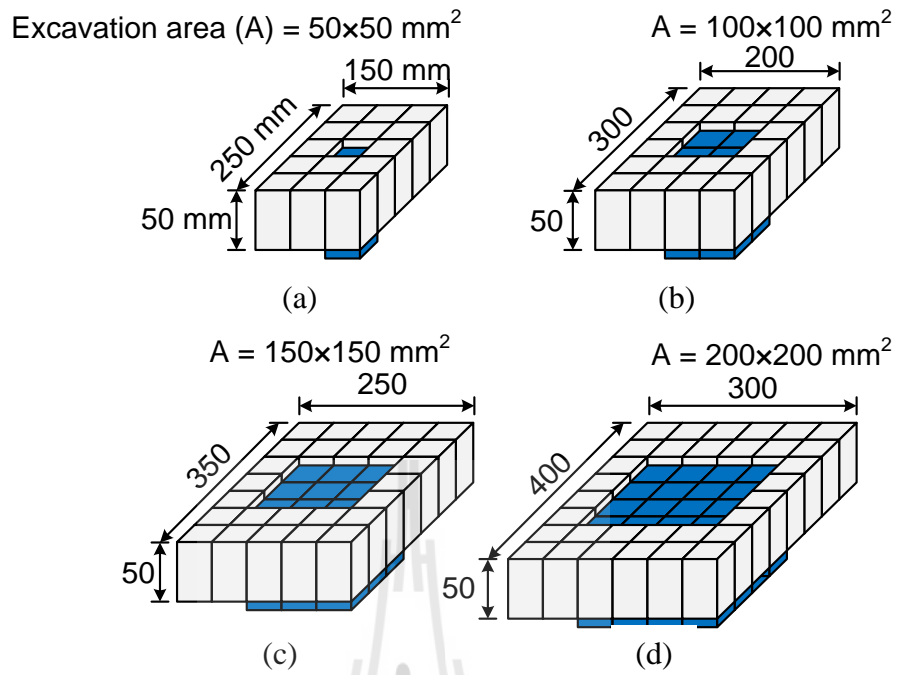 Excavation area (A) = 50×50 mm²
150 mm
250 mm
50 mm
(a)
A = 100×100 mm²
200
300
50
(b)
A = 150×150 mm²
250
350
50
(c)
A = 200×200 mm²
300
400
50
(d)